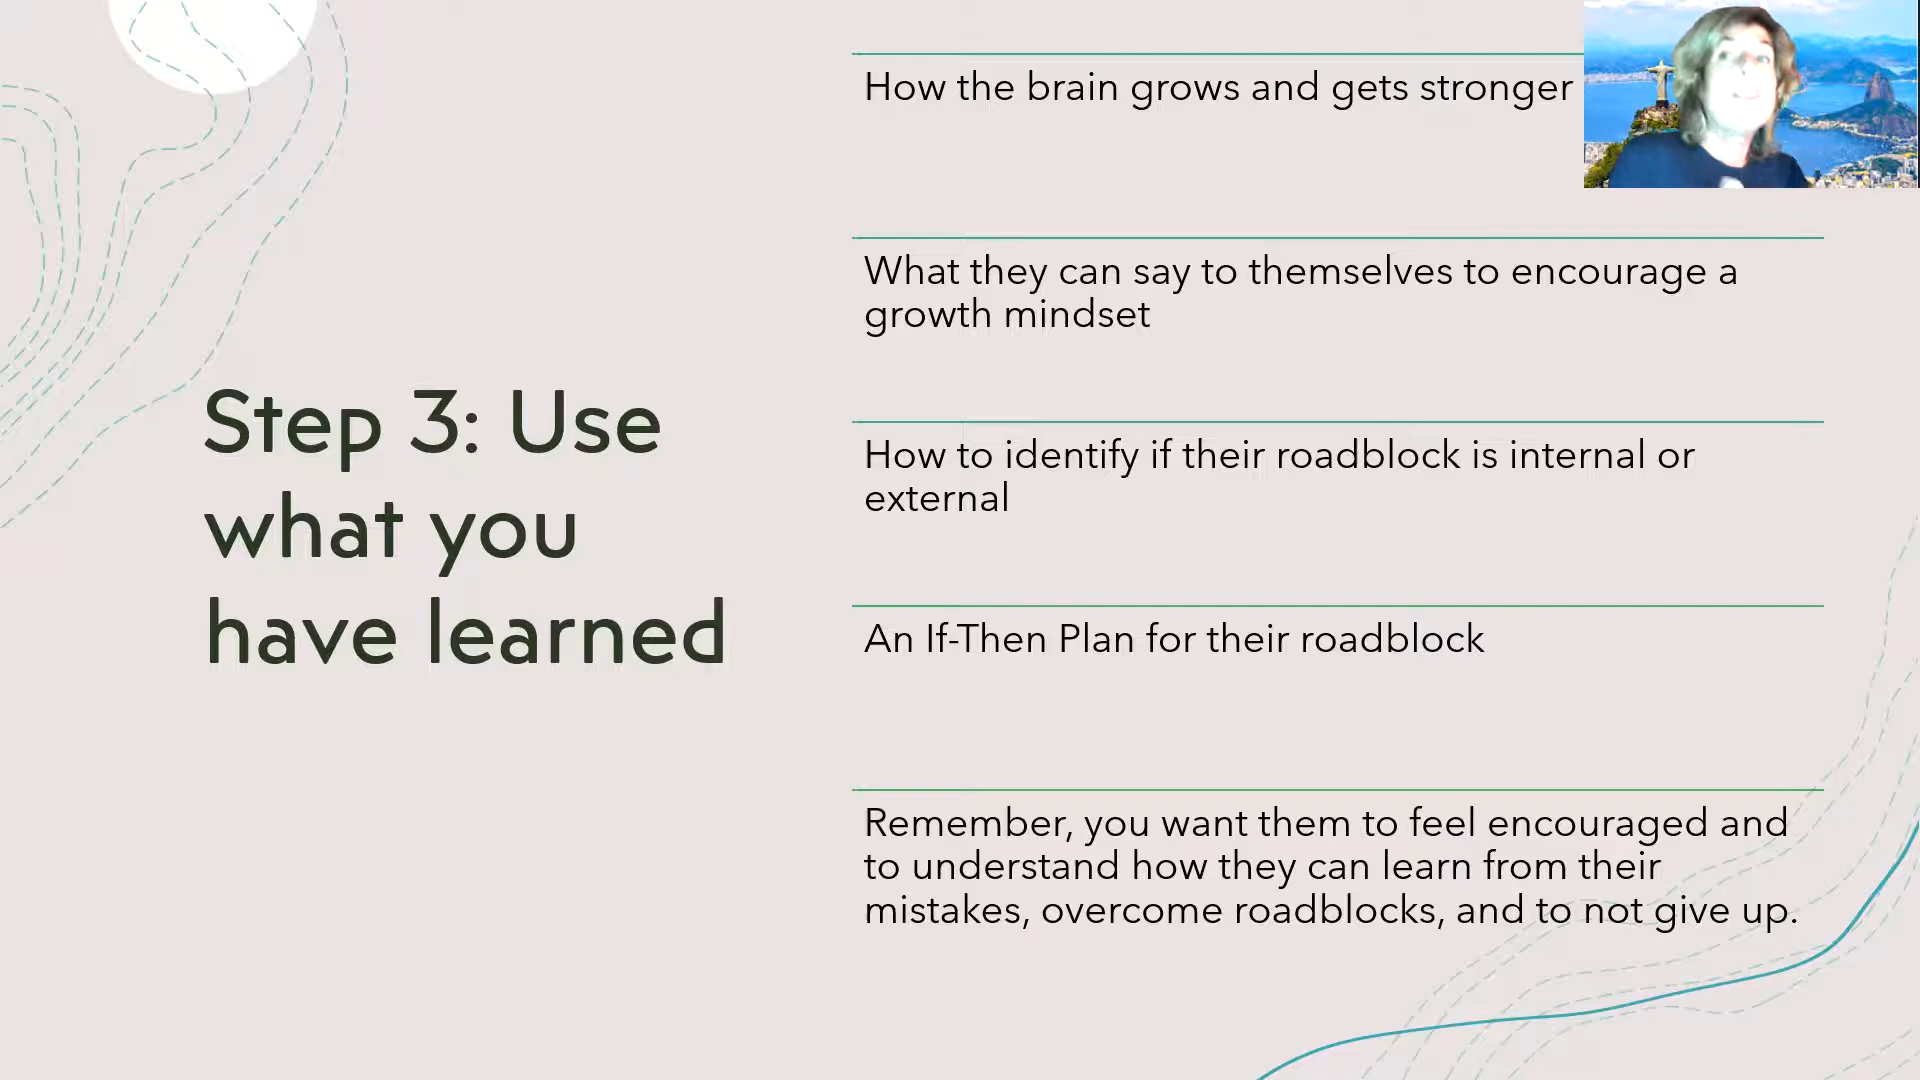 Step 3: Use
what you
have learned
How the brain grows and gets stronger
What they can say to themselves to encourage a
growth mindset
How to identify if their roadblock is internal or
external
An If-Then Plan for their roadblock
Remember, you want them to feel encouraged and
to understand how they can learn from their
mistakes, overcome roadblocks, and to not give up.